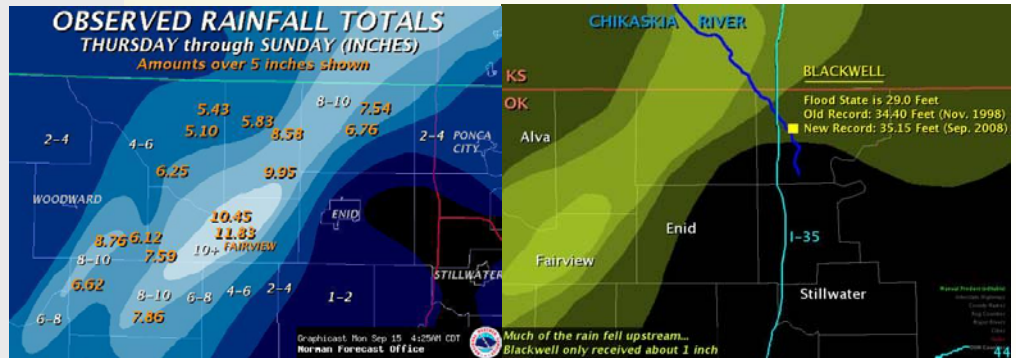 OBSERVED RAINFALL TOTALS
THURSDAY through SUNDAY (INCHES)
Amounts over 5 inches shown
5.43
8-10
7.54
5.10
5.83
8.58
6.76
2-4
4-6
2-4
PONCA
CITY
6.25
9.95
WOODWARD
10.45
ENID
11.83
8.76
6.12
FAIRVIEW
10+
7.59
8-10
6.62
STILLWATER
8-10
6-8
4-6
2-4
1-2
6-8
7.86
Graphicast Mon Sep 15 4:25AM CDT
Norman Forecast Office
CHIKASKIA RIVER
KS
OK
BLACKWELL
Flood State is 29.0 Feet
Old Record: 34.40 Feet (Nov. 1998)
New Record: 35.15 Feet (Sep. 2008)
Alva
Enid
I-35
Fairview
Stillwater
Much of the rain fell upstream...
Blackwell only received about 1 inch
44